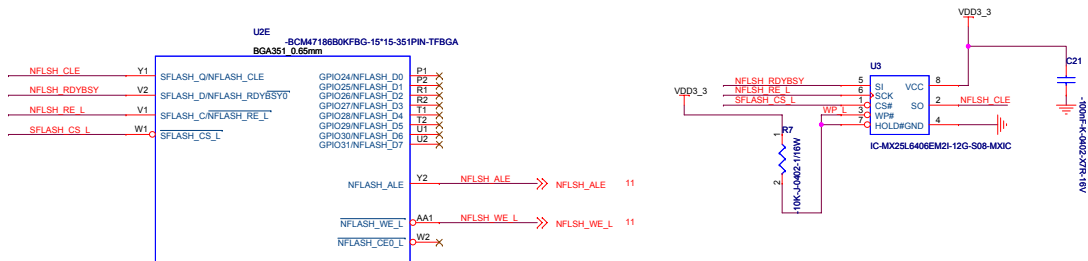 U2E
-BCM47186B0KFBG-15*15-351PIN-TFBGA
BGA351_0.65mm
NFLSH_CLE Y1 SFLASH_Q/NFLASH_CLE
NFLSH_RDYBSY V2 SFLASH_D/NFLASH_RDYBSY0
NFLSH_RE_L V1 SFLASH_C/NFLASH_RE_L
SFLASH_CS_L W1 SFLASH_CS_L
GPIO24/NFLASH_D0 P1
GPIO25/NFLASH_D1 P2
GPIO26/NFLASH_D2 R1
GPIO27/NFLASH_D3 R2
GPIO28/NFLASH_D4 T1
GPIO29/NFLASH_D5 T2
GPIO30/NFLASH_D6 U1
GPIO31/NFLASH_D7 U2
NFLASH_ALE Y2 NFLSH_ALE NFLSH_ALE 11
NFLASH_WE_L AA1 NFLSH_WE_L NFLSH_WE_L 11
NFLASH_CE0_L W2
VDD3_3
C21
-100nF-K-0402-X7R-16V
U3
NFLSH_RDYBSY 5 SI
NFLSH_RE_L 6 SCK
SFLASH_CS_L 1 CS#
WP_L 3 WP#
7 HOLD#GND 4
VCC 8
SO 2 NFLSH_CLE
IC-MX25L6406EM2I-12G-S08-MXIC
VDD3_3
R7
1
2
-10K-J-0402-1/16W